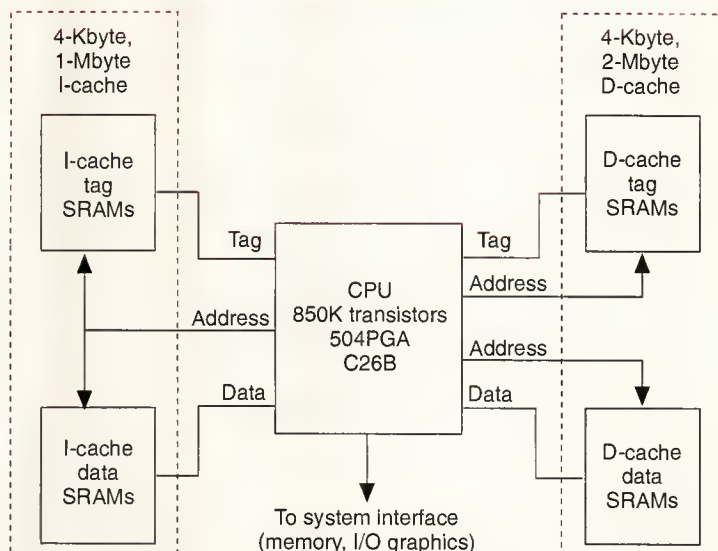 4-Kbyte,
1-Mbyte
I-cache
4-Kbyte,
2-Mbyte
D-cache
I-cache
tag
SRAMs
D-cache
tag
SRAMs
Tag
Tag
CPU
850K transistors
504PGA
C26B
Address
Address
Address
Data
Data
I-cache
data
SRAMs
D-cache
data
SRAMs
To system interface
(memory, I/O graphics)